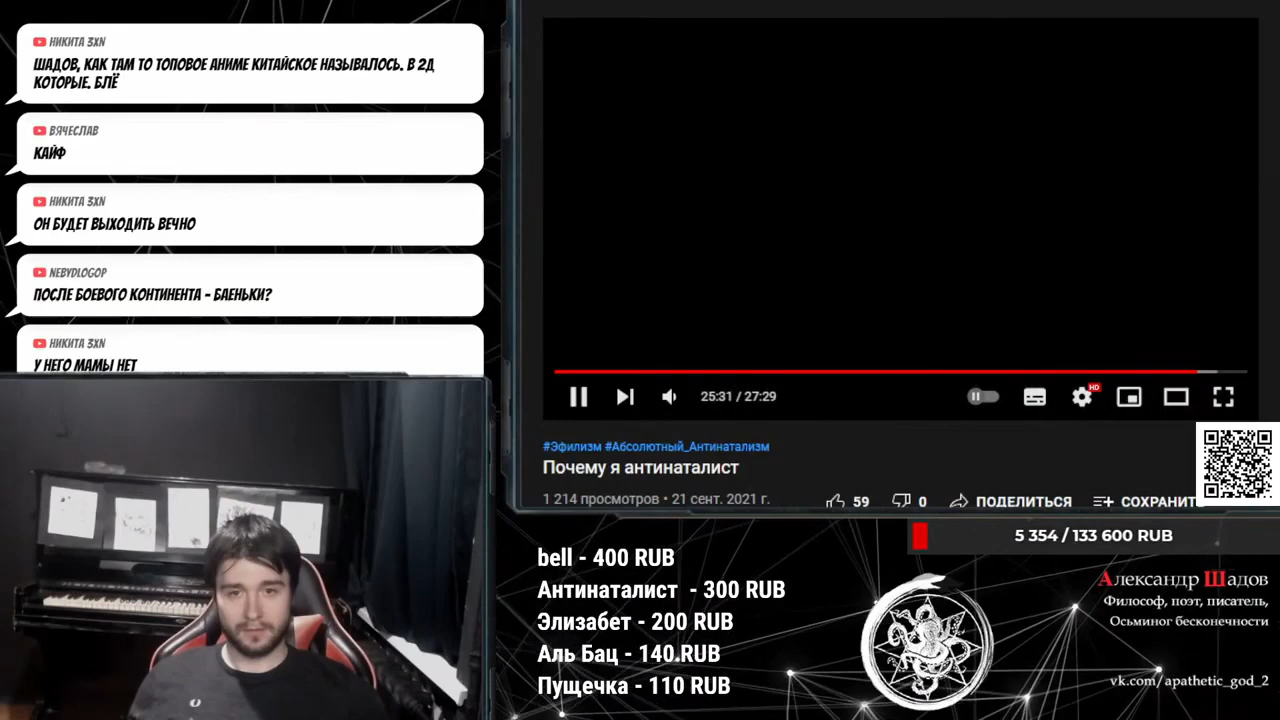 НИКИТА 3XN
ШАДОВ, КАК ТАМ ТО ТОПОВОЕ АНИМЕ КИТАЙСКОЕ НАЗЫВАЛОСЬ. В 2Д
КОТОРЫЕ. БЛЁ
ВЯЧЕСЛАВ
КАЙФ
НИКИТА 3XN
ОН БУДЕТ ВЫХОДИТЬ ВЕЧНО
NEBYDLOGOP
ПОСЛЕ БОЕВОГО КОНТИНЕНТА - БАЕНЬКИ?
НИКИТА 3XN
У НЕГО МАМЫ НЕТ
25:31 / 27:29
HD
#Эфилизм #Абсолютный_Антинатализм
Почему я антинаталист
1 214 просмотров • 21 сент. 2021 г.
59
0
ПОДЕЛИТЬСЯ
СОХРАНИТЬ
5 354 / 133 600 RUB
bell - 400 RUB
Антинаталист - 300 RUB
Элизабет - 200 RUB
Аль Бац - 140 RUB
Пущечка - 110 RUB
Александр Шадов
Философ, поэт, писатель,
Осьминог бесконечности
vk.com/apathetic_god_2